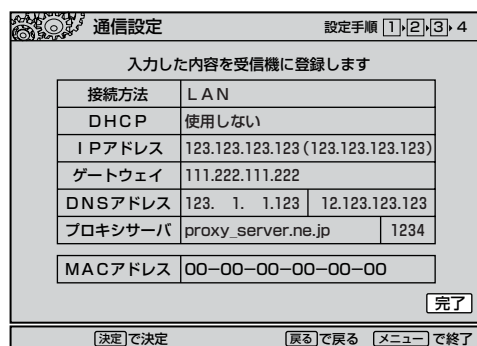 通信設定 設定手順 1 2 3 4
入力した内容を受信機に登録します
接続方法 LAN
DHCP 使用しない
IPアドレス 123.123.123.123(123.123.123.123)
ゲートウェイ 111.222.111.222
DNSアドレス 123. 1. 1.123 12.123.123.123
プロキシサーバ proxy_server.ne.jp 1234
MACアドレス 00-00-00-00-00-00
完了
決定で決定 戻るで戻る メニューで終了